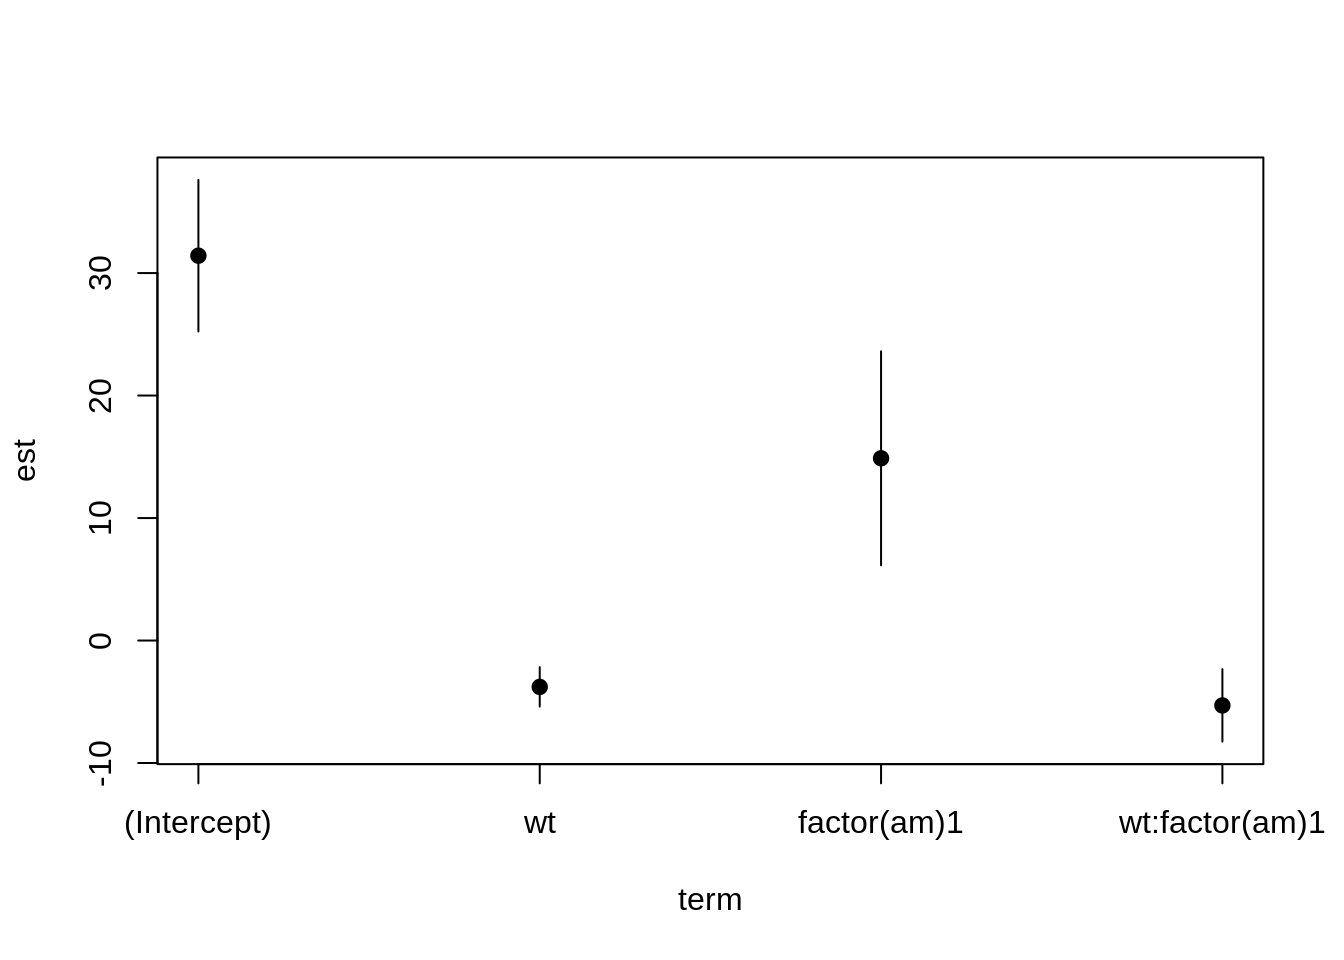 30
20
10
0
-10
est
(Intercept)
wt
factor(am)1
wt:factor(am)1
term